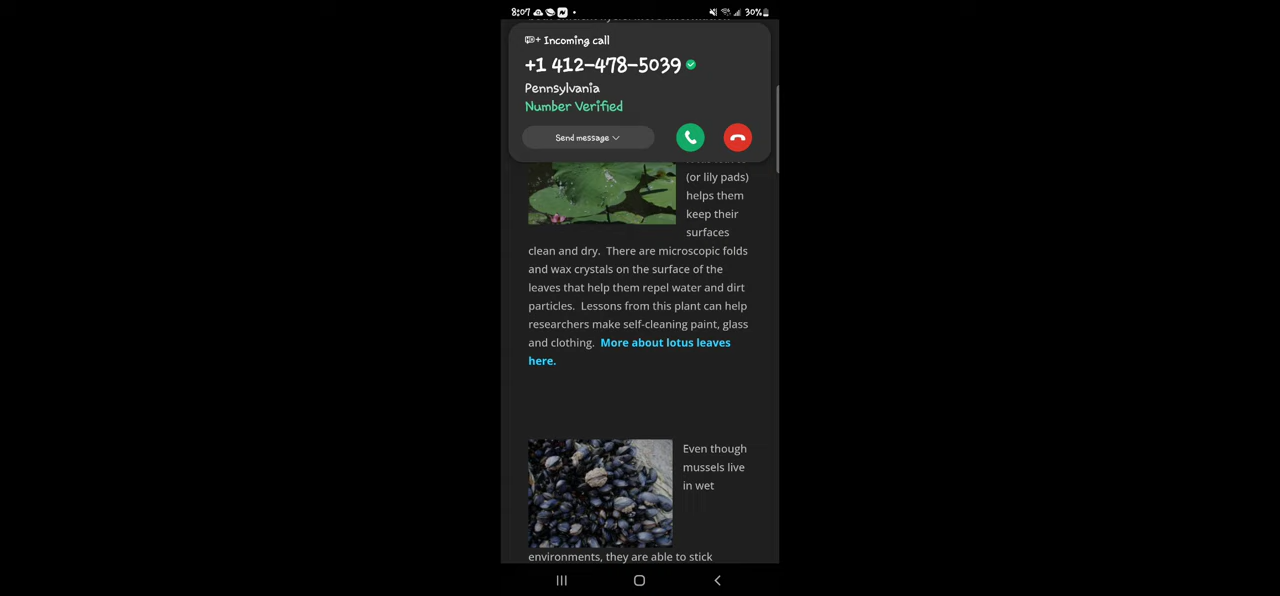 8:07
30%
Incoming call
+1 412-478-5039
Pennsylvania
Number Verified
Send message
(or lily pads)
helps them
keep their
surfaces
clean and dry.  There are microscopic folds
and wax crystals on the surface of the
leaves that help them repel water and dirt
particles.  Lessons from this plant can help
researchers make self-cleaning paint, glass
and clothing.  More about lotus leaves
here.
Even though
mussels live
in wet
environments, they are able to stick